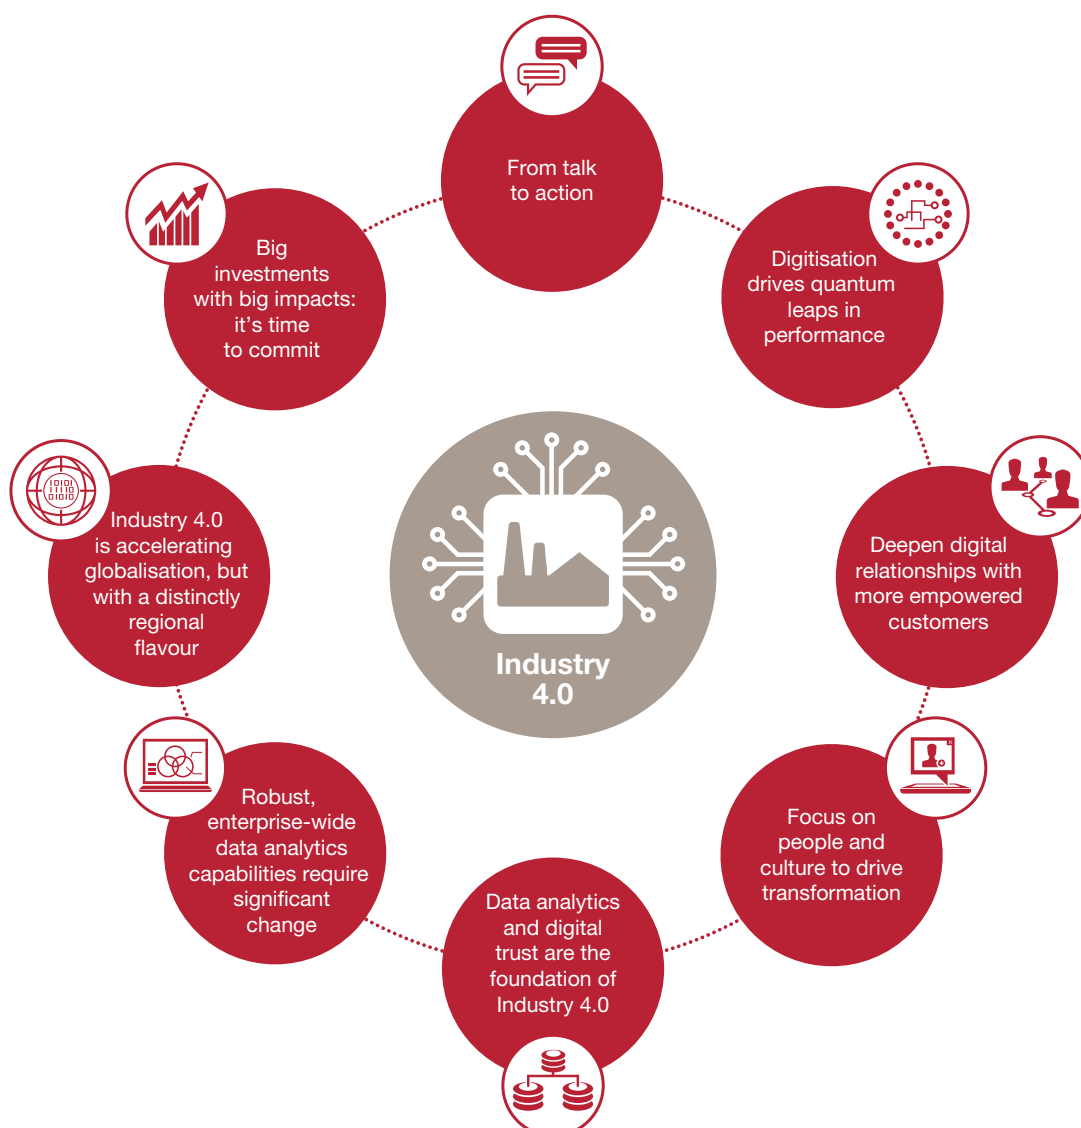 From talk
to action
Digitisation
drives quantum
leaps in
performance
Deepen digital
relationships with
more empowered
customers
Focus on
people and
culture to drive
transformation
Data analytics
and digital
trust are the
foundation of
Industry 4.0
Robust,
enterprise-wide
data analytics
capabilities require
significant
change
Industry 4.0
is accelerating
globalisation, but
with a distinctly
regional
flavour
10101
11110
01010
Big
investments
with big impacts:
it's time
to commit
Industry
4.0